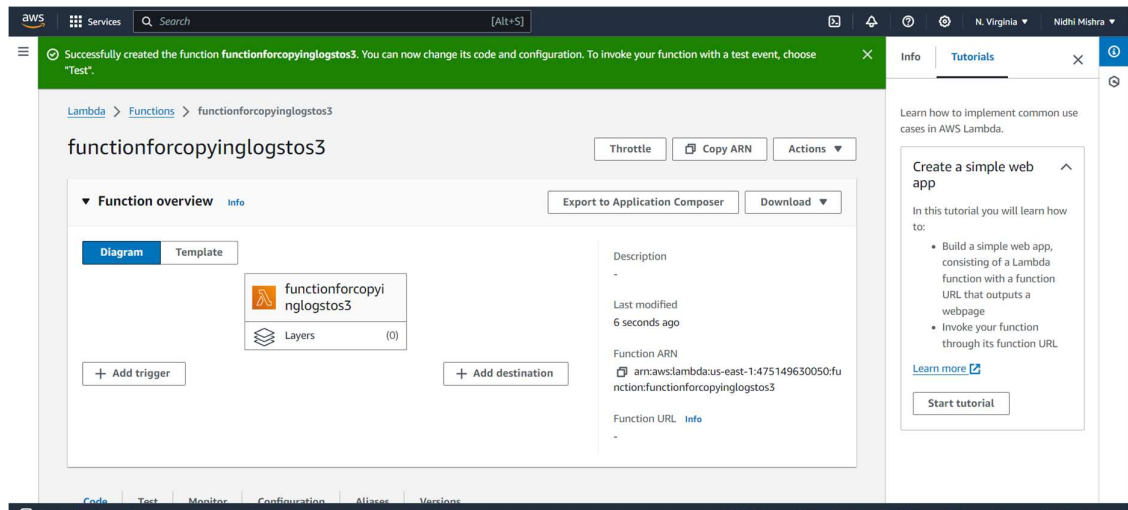 aws
Services
Search
[Alt+S]
N. Virginia ▼
Nidhi Mishra ▼
Successfully created the function functionforcopyinglogstos3. You can now change its code and configuration. To invoke your function with a test event, choose
"Test".
Lambda > Functions > functionforcopyinglogstos3
functionforcopyinglogstos3
Throttle
Copy ARN
Actions ▼
▼ Function overview Info
Export to Application Composer
Download ▼
Diagram
Template
functionforcopyi
nglogstos3
Layers (0)
+ Add trigger
+ Add destination
Description
-
Last modified
6 seconds ago
Function ARN
arn:aws:lambda:us-east-1:475149630050:fu
nction:functionforcopyinglogstos3
Function URL Info
-
Code Test Monitor Configuration Aliases Versions
Info
Tutorials
Learn how to implement common use
cases in AWS Lambda.
Create a simple web
app
In this tutorial you will learn how
to:
• Build a simple web app,
consisting of a Lambda
function with a function
URL that outputs a
webpage
• Invoke your function
through its function URL
Learn more
Start tutorial